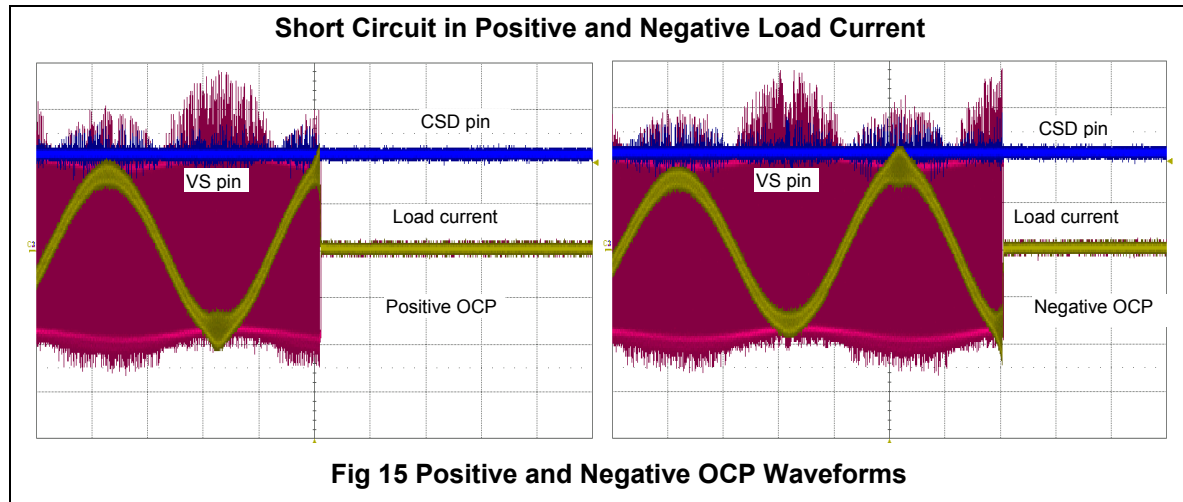 Short Circuit in Positive and Negative Load Current
CSD pin
VS pin
Load current
Positive OCP
CSD pin
VS pin
Load current
Negative OCP
Fig 15 Positive and Negative OCP Waveforms